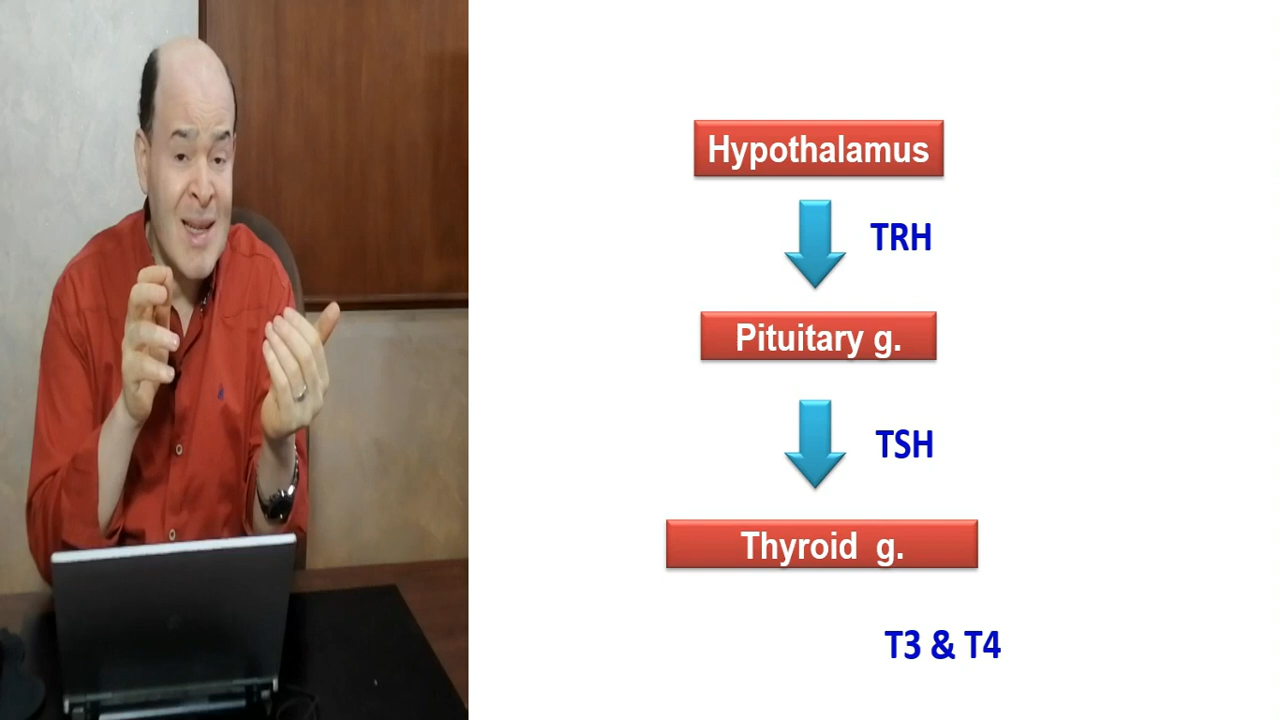 Hypothalamus
TRH
Pituitary g.
TSH
Thyroid g.
T3 & T4